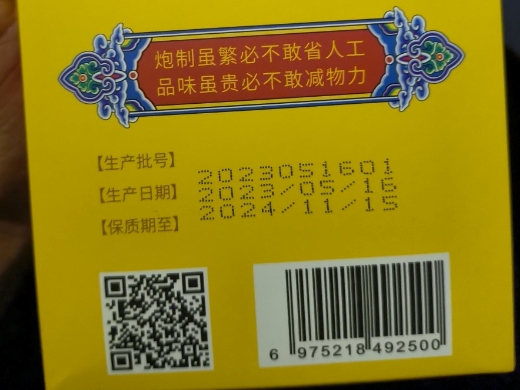 炮制虽繁必不敢省人工
品味虽贵必不敢减物力
【生产批号】 2023051601
【生产日期】 2023/05/16
【保质期至】 2024/11/15
6 975218 492500